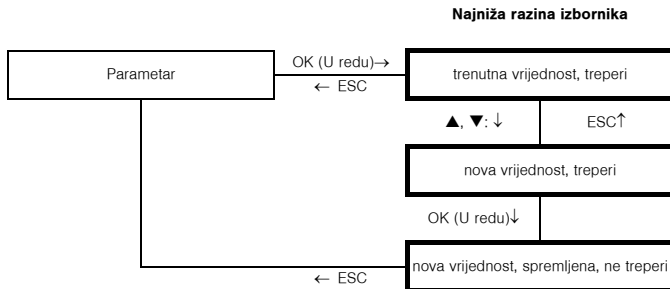 Najniža razina izbornika
OK (U redu)→
Parametar
trenutna vrijednost, treperi
← ESC
▲, ▼: ↓
ESC↑
nova vrijednost, treperi
OK (U redu)↓
nova vrijednost, spremljena, ne treperi
← ESC